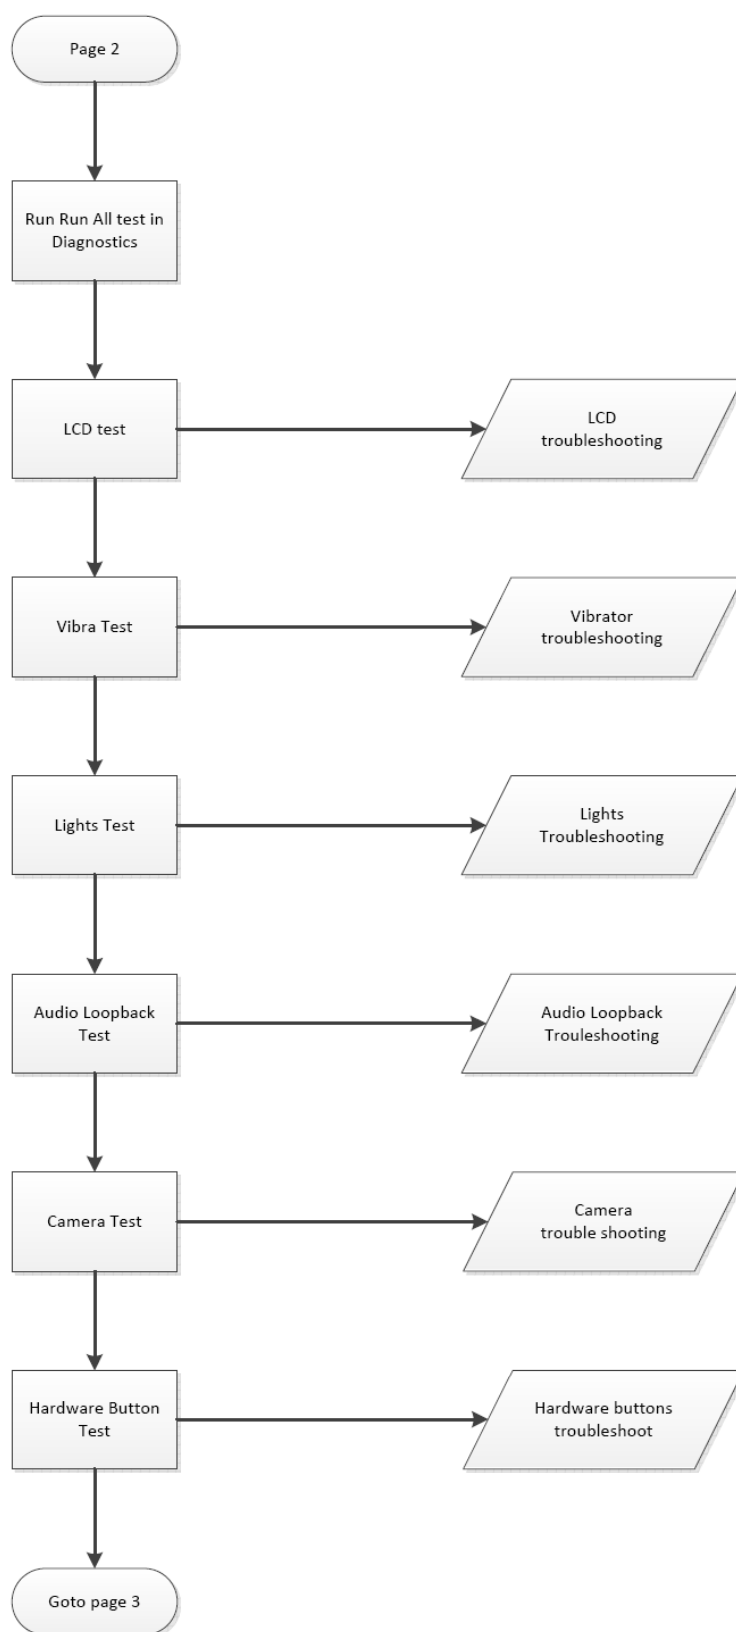 Page 2
Run Run All test in
Diagnostics
LCD test
LCD
troubleshooting
Vibra Test
Vibrator
troubleshooting
Lights Test
Lights
Troubleshooting
Audio Loopback
Test
Audio Loopback
Trouleshooting
Camera Test
Camera
trouble shooting
Hardware Button
Test
Hardware buttons
troubleshoot
Goto page 3